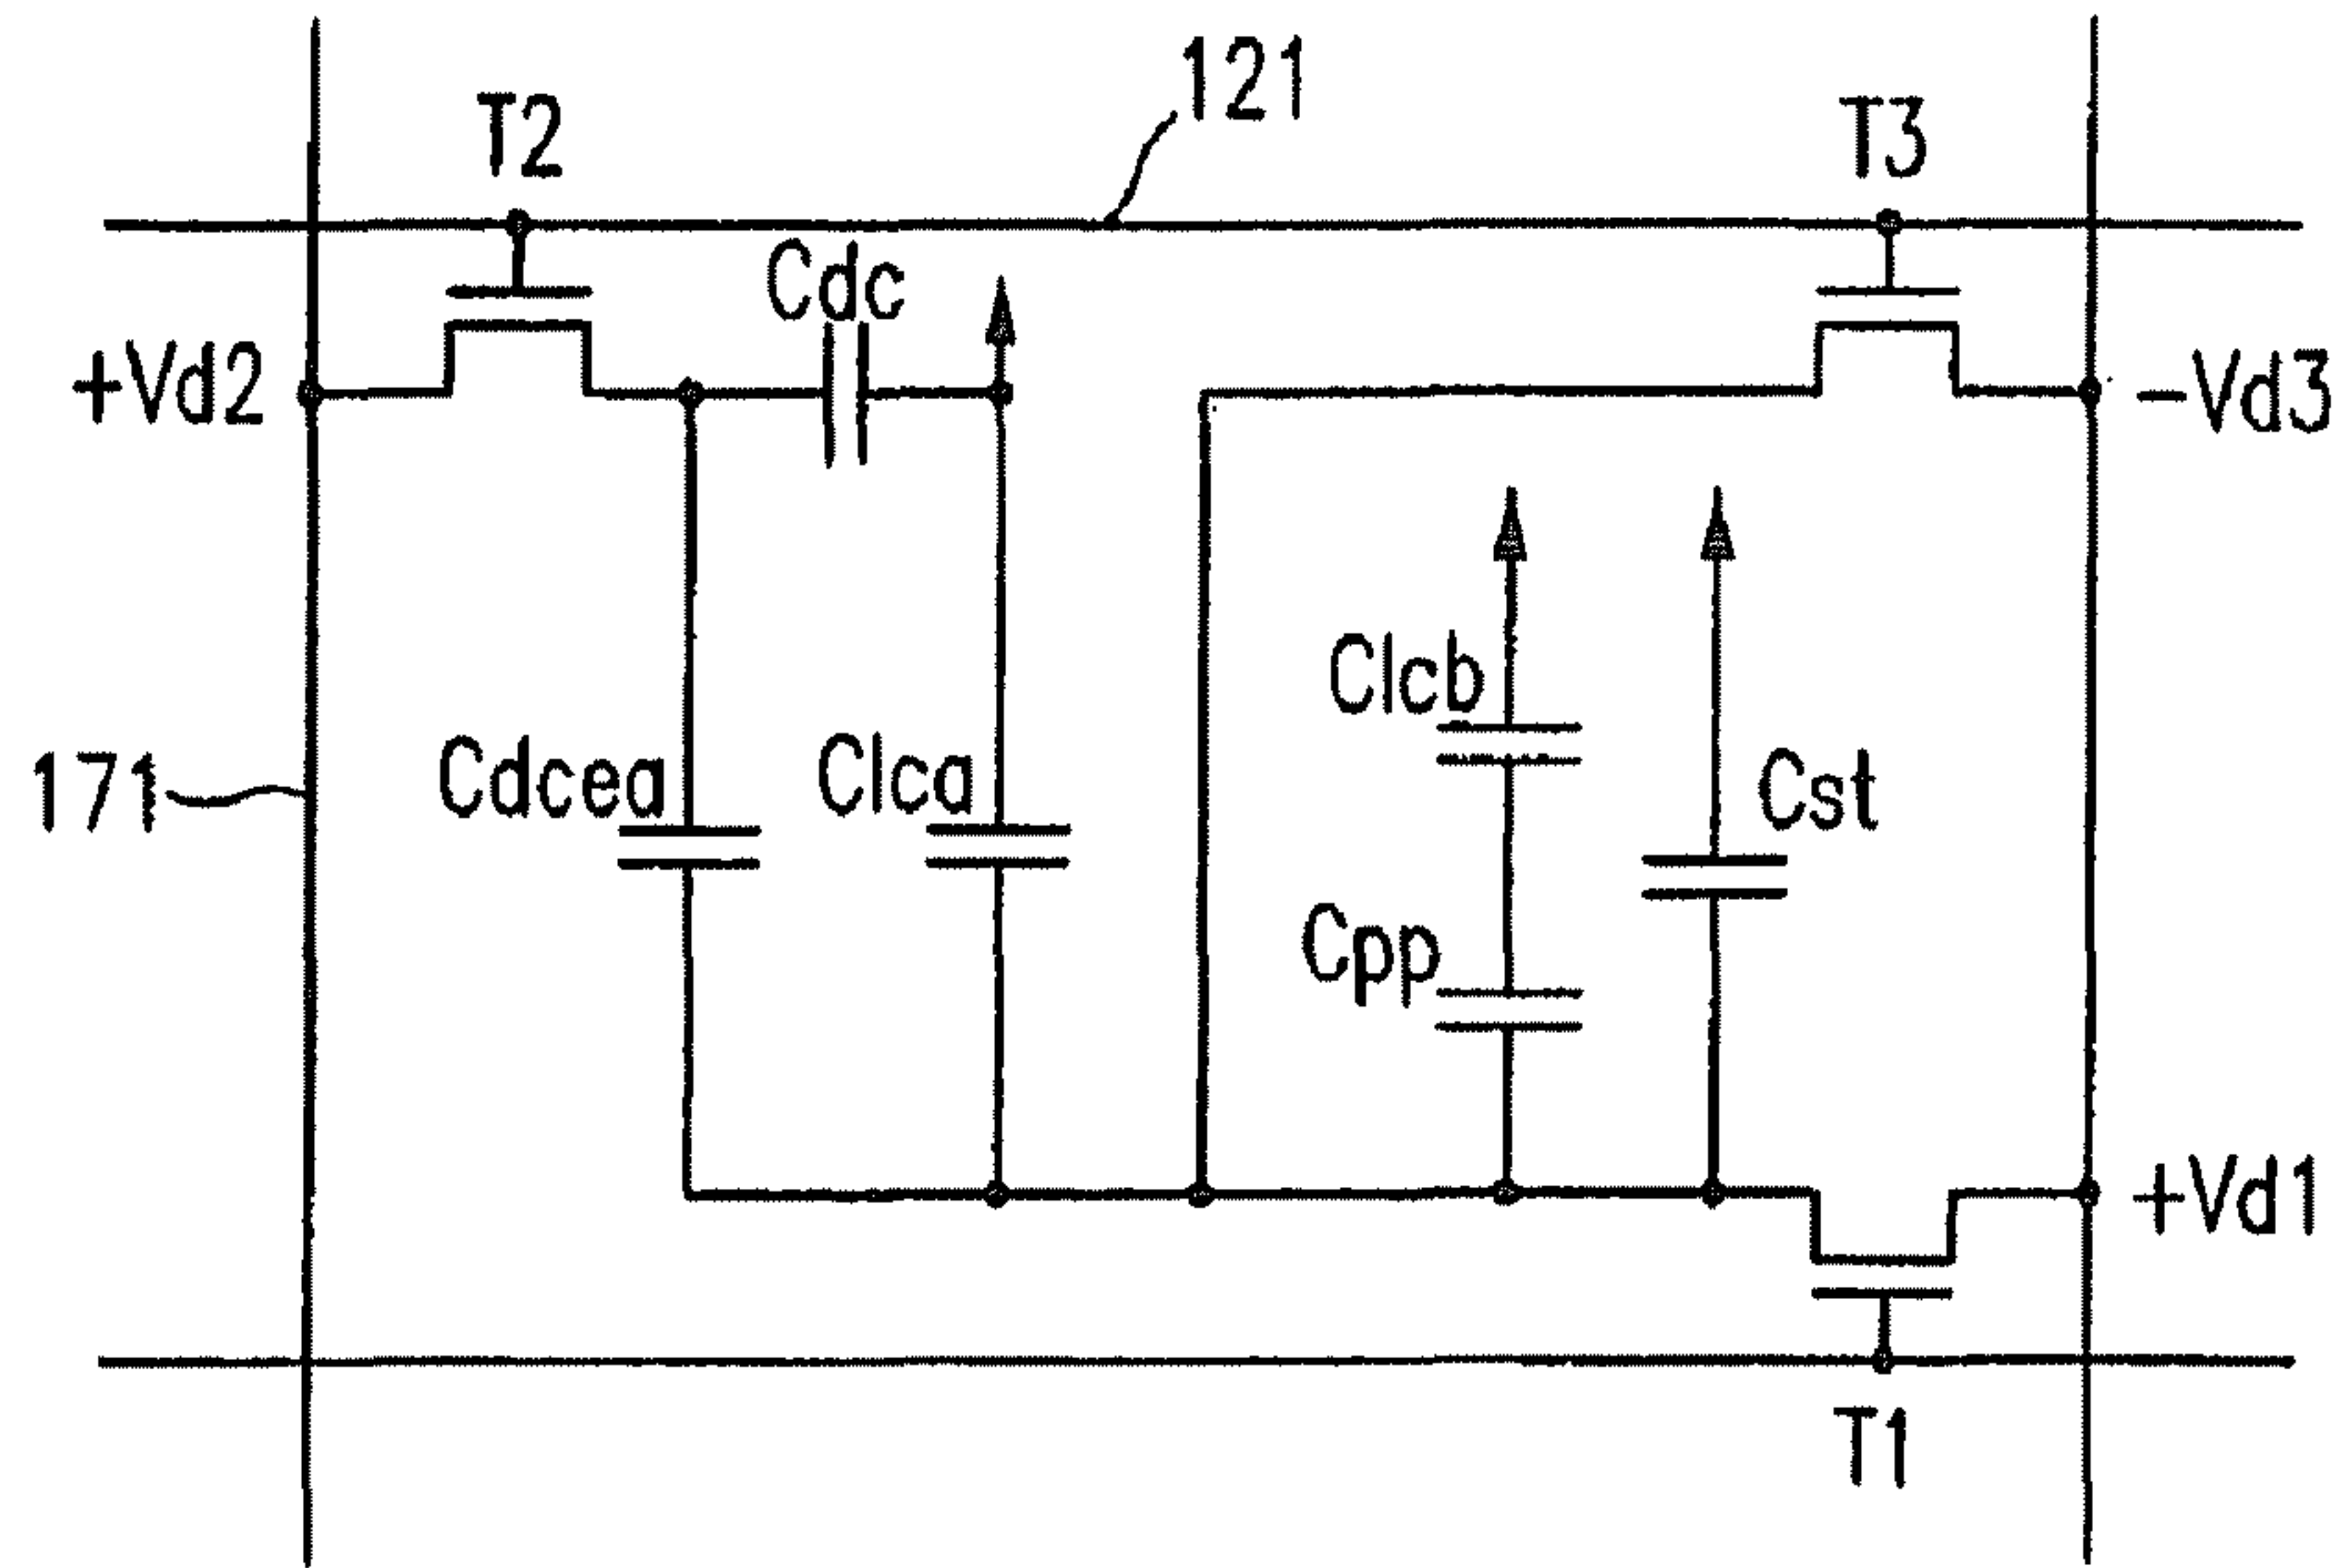 121
T2
T3
Cdc
+Vd2
-Vd3
Clcb
171
Cdcea
Clca
Cst
Cpp
+Vd1
T1